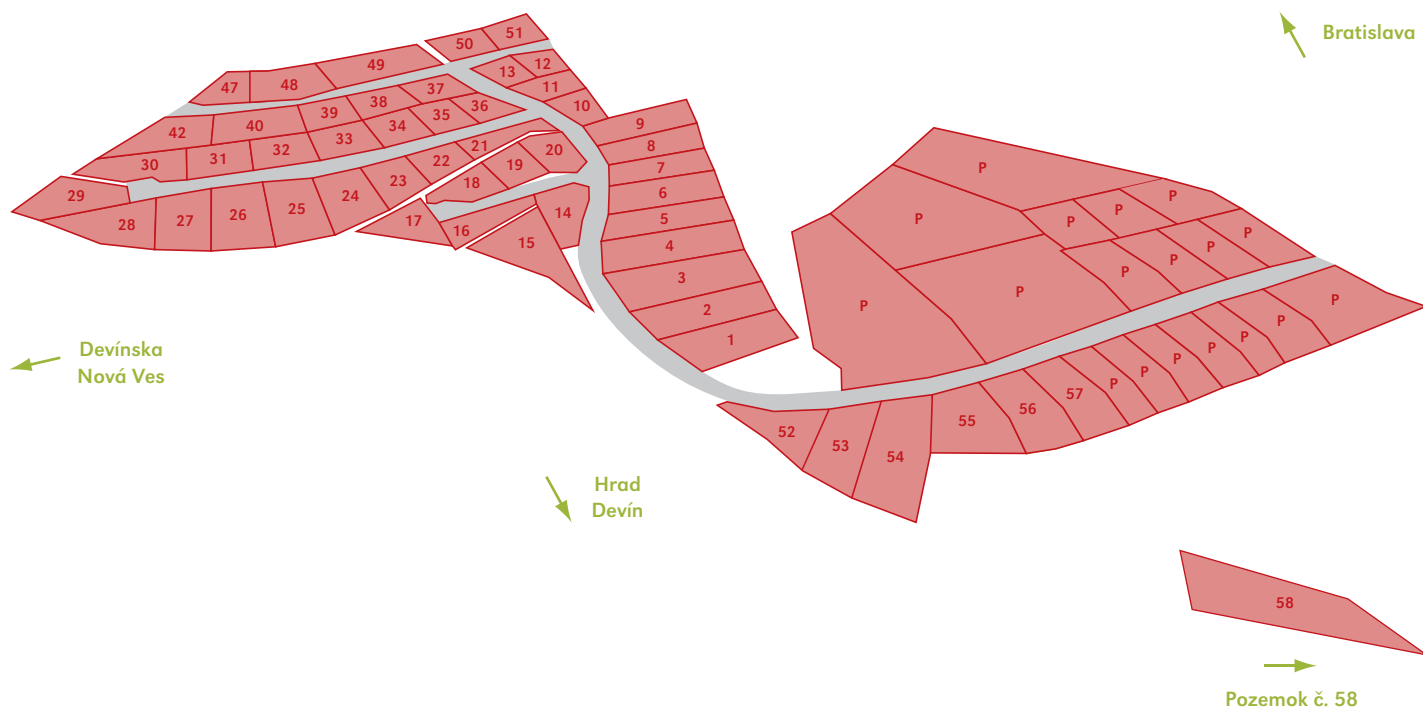 51
50
Bratislava
49
12
13
48
47
11
37
10
38
36
39
9
35
40
34
42
33
8
21
20
32
31
22
19
30
7
P
23
18
6
29
24
P
P
25
14
P
26
5
P
P
27
17
28
16
P
15
4
P
P
P
3
P
P
P
2
P
P
1
P
Devínska
Nová Ves
P
P
P
57
56
55
52
53
54
Hrad
Devín
58
Pozemok č. 58